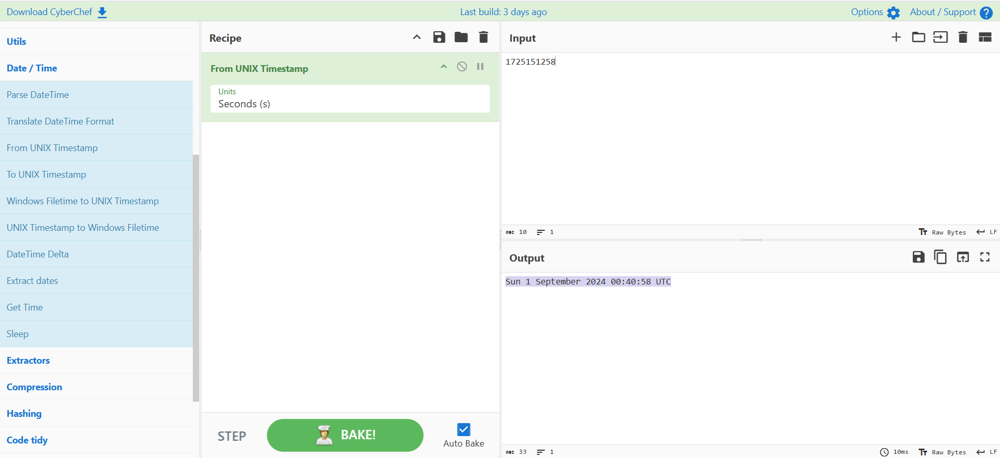 Download CyberChef
Last build: 3 days ago
Options
About / Support
Utils
Date / Time
Parse DateTime
Translate DateTime Format
From UNIX Timestamp
To UNIX Timestamp
Windows Filetime to UNIX Timestamp
UNIX Timestamp to Windows Filetime
DateTime Delta
Extract dates
Get Time
Sleep
Extractors
Compression
Hashing
Code tidy
Recipe
From UNIX Timestamp
Units
Seconds (s)
STEP
BAKE!
Auto Bake
Input
1725151258
ABC 10 1
Tт Raw Bytes LF
Output
Sun 1 September 2024 00:40:58 UTC
ABC 33 1
10ms Tт Raw Bytes LF